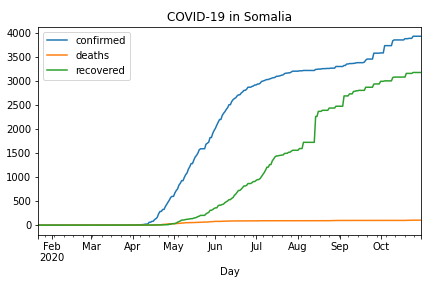 COVID-19 in Somalia
confirmed
deaths
recovered
4000
3500
3000
2500
2000
1500
1000
500
0
Feb Mar Apr May Jun Jul Aug Sep Oct
2020
Day